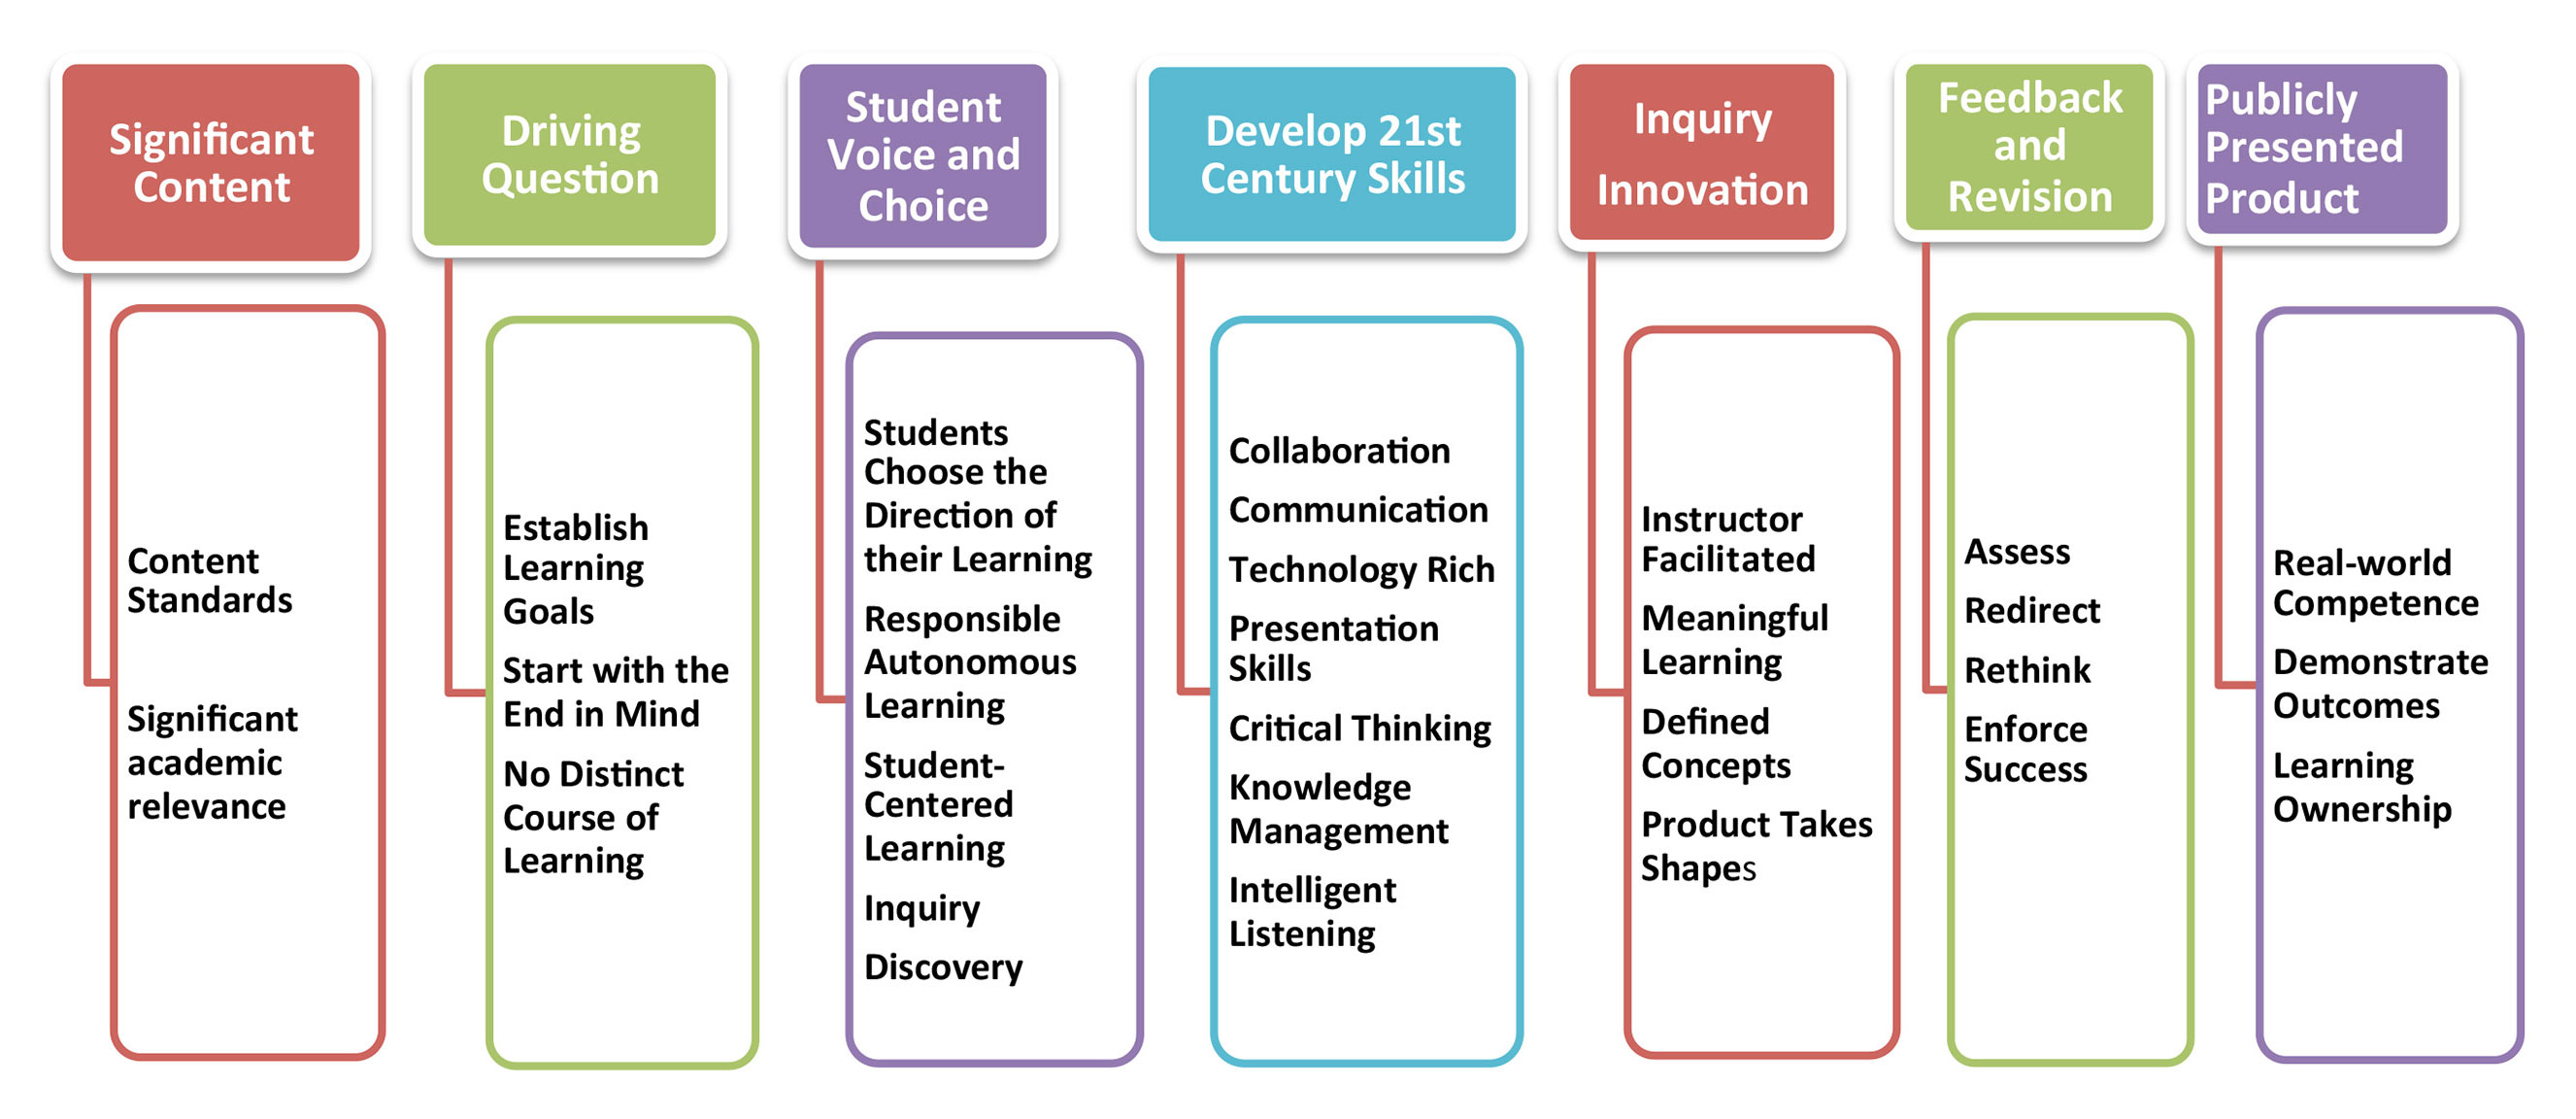 Significant
Content
Content
Standards
Significant
academic
relevance
Driving
Question
Establish
Learning
Goals
Start with the
End in Mind
No Distinct
Course of
Learning
Student
Voice and
Choice
Students
Choose the
Direction of
their Learning
Responsible
Autonomous
Learning
Student-
Centered
Learning
Inquiry
Discovery
Develop 21st
Century Skills
Collaboration
Communication
Technology Rich
Presentation
Skills
Critical Thinking
Knowledge
Management
Intelligent
Listening
Inquiry
Innovation
Instructor
Facilitated
Meaningful
Learning
Defined
Concepts
Product Takes
Shapes
Feedback
and
Revision
Assess
Redirect
Rethink
Enforce
Success
Publicly
Presented
Product
Real-world
Competence
Demonstrate
Outcomes
Learning
Ownership